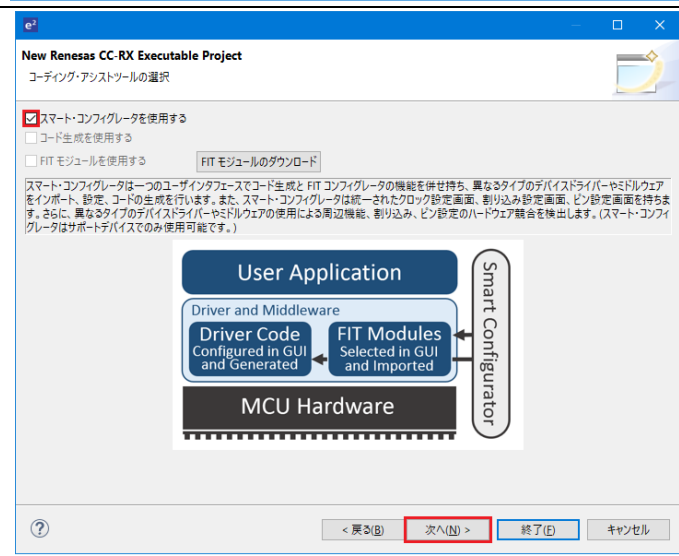 e²
New Renesas CC-RX Executable Project
コーディング・アシストツールの選択
スマート・コンフィグレータを使用する
コード生成を使用する
FIT モジュールを使用する
FIT モジュールのダウンロード
スマート・コンフィグレータは一つのユーザインタフェースでコード生成と FIT コンフィグレータの機能を併せ持ち、異なるタイプのデバイスドライバーやミドルウェア
をインポート、設定、コードの生成を行います。また、スマート・コンフィグレータは統一されたクロック設定画面、割り込み設定画面、ピン設定画面を持ちま
す。さらに、異なるタイプのデバイスドライバーやミドルウェアの使用による周辺機能、割り込み、ピン設定のハードウェア競合を検出します。(スマート・コンフィ
グレータはサポートデバイスでのみ使用可能です。)
User Application
Driver and Middleware
Driver Code
Configured in GUI
and Generated
FIT Modules
Selected in GUI
and Imported
Smart Configurator
MCU Hardware
?
< 戻る(B)
次へ(N) >
終了(F)
キャンセル